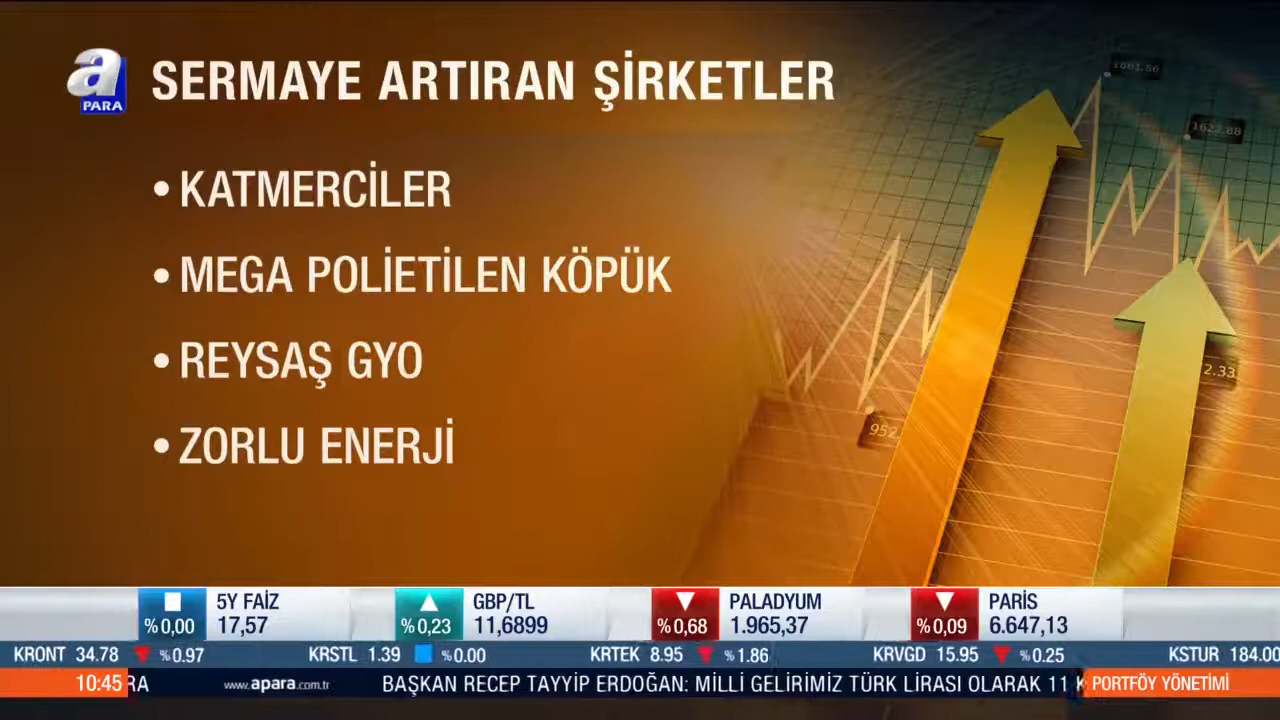 a
PARA
SERMAYE ARTIRAN ŞİRKETLER
• KATMERCİLER
• MEGA POLİETİLEN KÖPÜK
• REYSAŞ GYO
• ZORLU ENERJİ
1622.88
2.33
952.
%0,00 5Y FAİZ 17,57
%0,23 GBP/TL 11,6899
%0,68 PALADYUM 1.965,37
%0,09 PARİS 6.647,13
KRONT 34.78 %0.97 KRSTL 1.39 %0.00 KRTEK 8.95 %1.86 KRVGD 15.95 %0.25 KSTUR 184.00
10:45 RA www.apara.com.tr BAŞKAN RECEP TAYYİP ERDOĞAN: MİLLİ GELİRİMİZ TÜRK LİRASI OLARAK 11 K PORTFÖY YÖNETİMİ